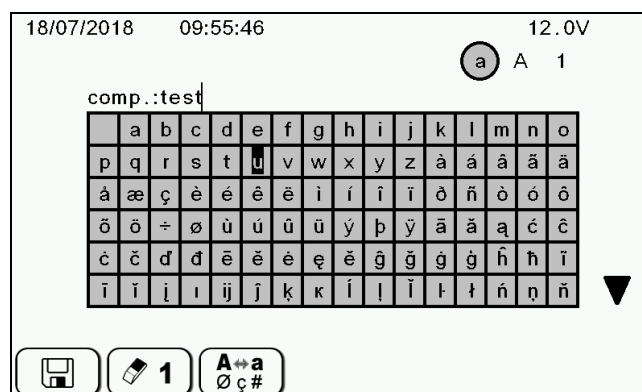 18/07/2018 09:55:46 12.0V
a A 1
comp.:test
a b c d e f g h i j k l m n o
p q r s t u v w x y z à á â ã ä
å æ ç è é ê ë ì í î ï ð ñ ò ó ô
õ ö ÷ ø ù ú û ü ý þ ÿ ā ă ą ć ĉ
ċ č ď đ ē ĕ ė ę ě ĝ ğ ġ ģ ĥ ħ ĩ
ī ĭ į ı ij ĵ ķ ĸ ĺ ļ ľ ŀ ł ń ņ ň
1 A↔a
Ø ç #